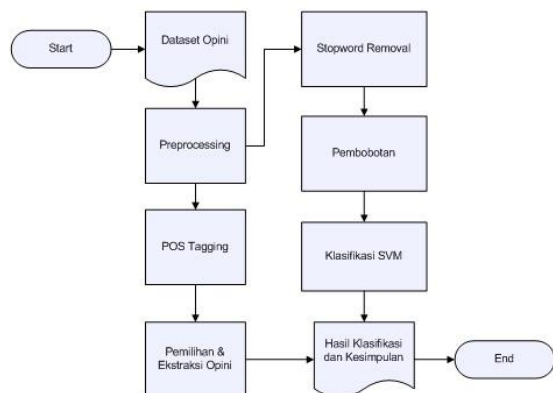 Start
Dataset Opini
Preprocessing
POS Tagging
Pemilihan &
Ekstraksi Opini
Stopword Removal
Pembobotan
Klasifikasi SVM
Hasil Klasifikasi
dan Kesimpulan
End